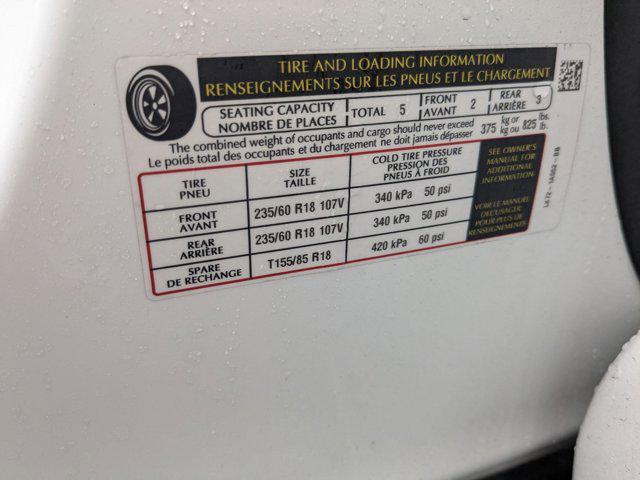 TIRE AND LOADING INFORMATION
RENSEIGNEMENTS SUR LES PNEUS ET LE CHARGEMENT
SEATING CAPACITY
NOMBRE DE PLACES
TOTAL 5
FRONT
AVANT 2
REAR
ARRIÈRE 3
The combined weight of occupants and cargo should never exceed 375 kg or 825 lbs.
Le poids total des occupants et du chargement ne doit jamais dépasser kg ou lb.
TIRE
PNEU
SIZE
TAILLE
COLD TIRE PRESSURE
PRESSION DES
PNEUS À FROID
FRONT
AVANT
235/60 R18 107V
340 kPa 50 psi
REAR
ARRIÈRE
235/60 R18 107V
340 kPa 50 psi
SPARE
DE RECHANGE
T155/85 R18
420 kPa 60 psi
SEE OWNER'S
MANUAL FOR
ADDITIONAL
INFORMATION
VOIR LE MANUEL
D'USAGER
POUR PLUS DE
RENSEIGNEMENTS